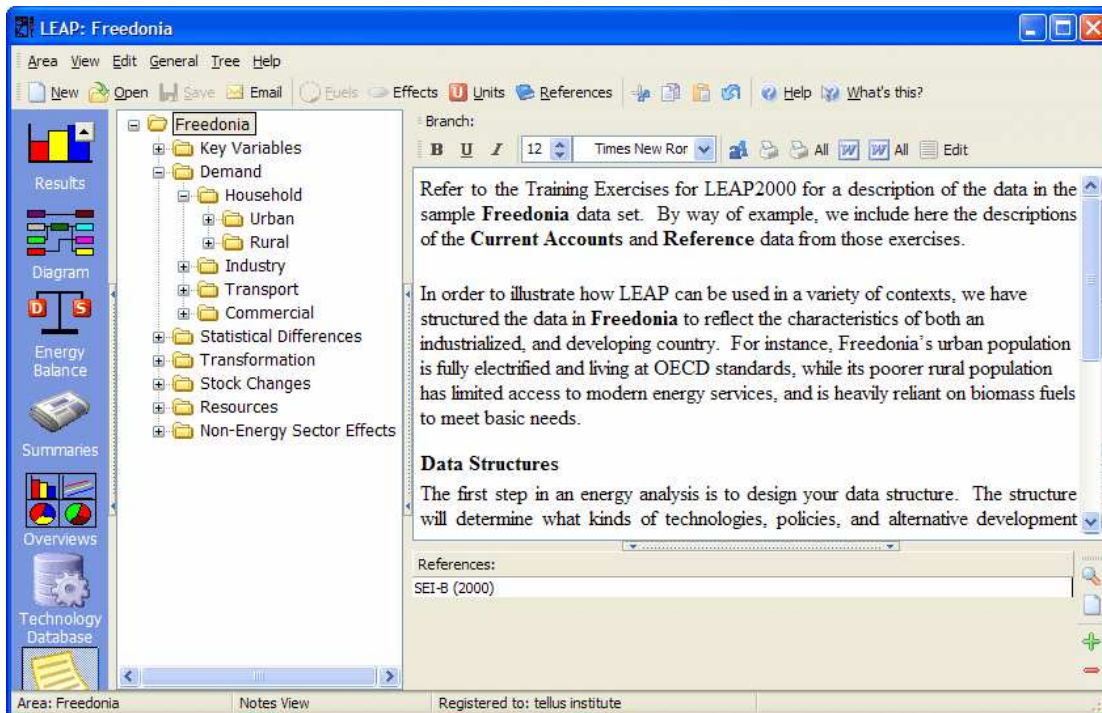 LEAP: Freedonia
Area View Edit General Tree Help
New Open Save Email Fuels Effects U Units References Help What's this?
Results
Diagram
D S
Energy
Balance
Summaries
Overviews
Technology
Database
Freedonia
Key Variables
Demand
Household
Urban
Rural
Industry
Transport
Commercial
Statistical Differences
Transformation
Stock Changes
Resources
Non-Energy Sector Effects
Branch:
B U I 12 Times New Ror All W W All Edit
Refer to the Training Exercises for LEAP2000 for a description of the data in the
sample Freedonia data set. By way of example, we include here the descriptions
of the Current Accounts and Reference data from those exercises.
In order to illustrate how LEAP can be used in a variety of contexts, we have
structured the data in Freedonia to reflect the characteristics of both an
industrialized, and developing country. For instance, Freedonia's urban population
is fully electrified and living at OECD standards, while its poorer rural population
has limited access to modern energy services, and is heavily reliant on biomass fuels
to meet basic needs.
Data Structures
The first step in an energy analysis is to design your data structure. The structure
will determine what kinds of technologies, policies, and alternative development
References:
SEI-B (2000)
Area: Freedonia Notes View Registered to: tellus institute